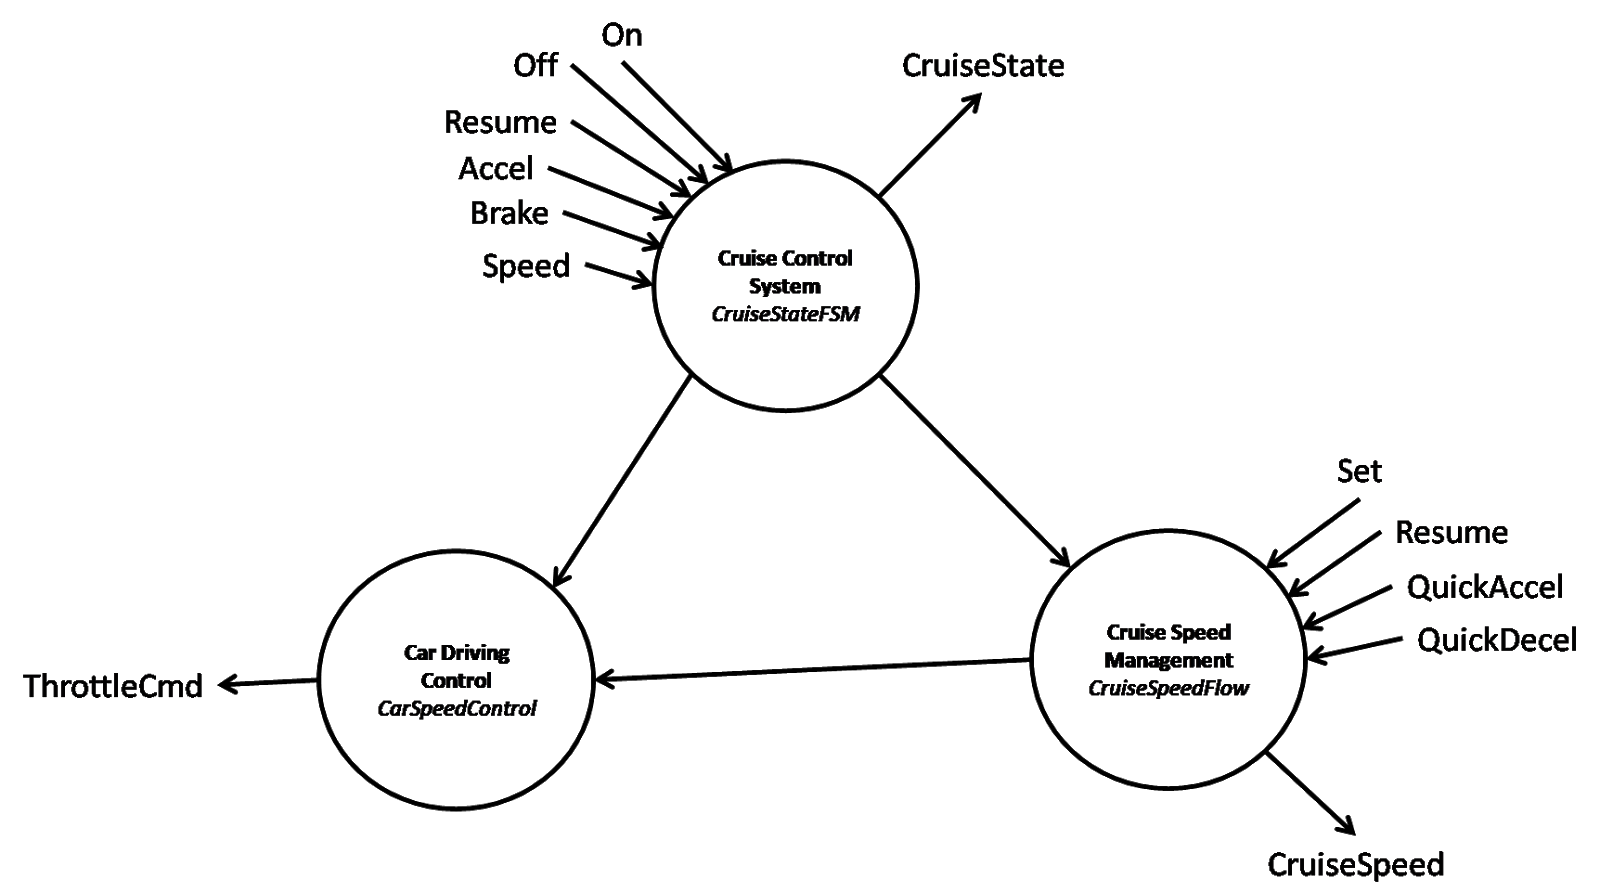 On
Off
CruiseState
Resume
Accel
Brake
Speed
Cruise Control
System
CruiseStateFSM
Set
Resume
QuickAccel
QuickDecel
Cruise Speed
Management
CruiseSpeedFlow
Car Driving
Control
CarSpeedControl
ThrottleCmd
CruiseSpeed